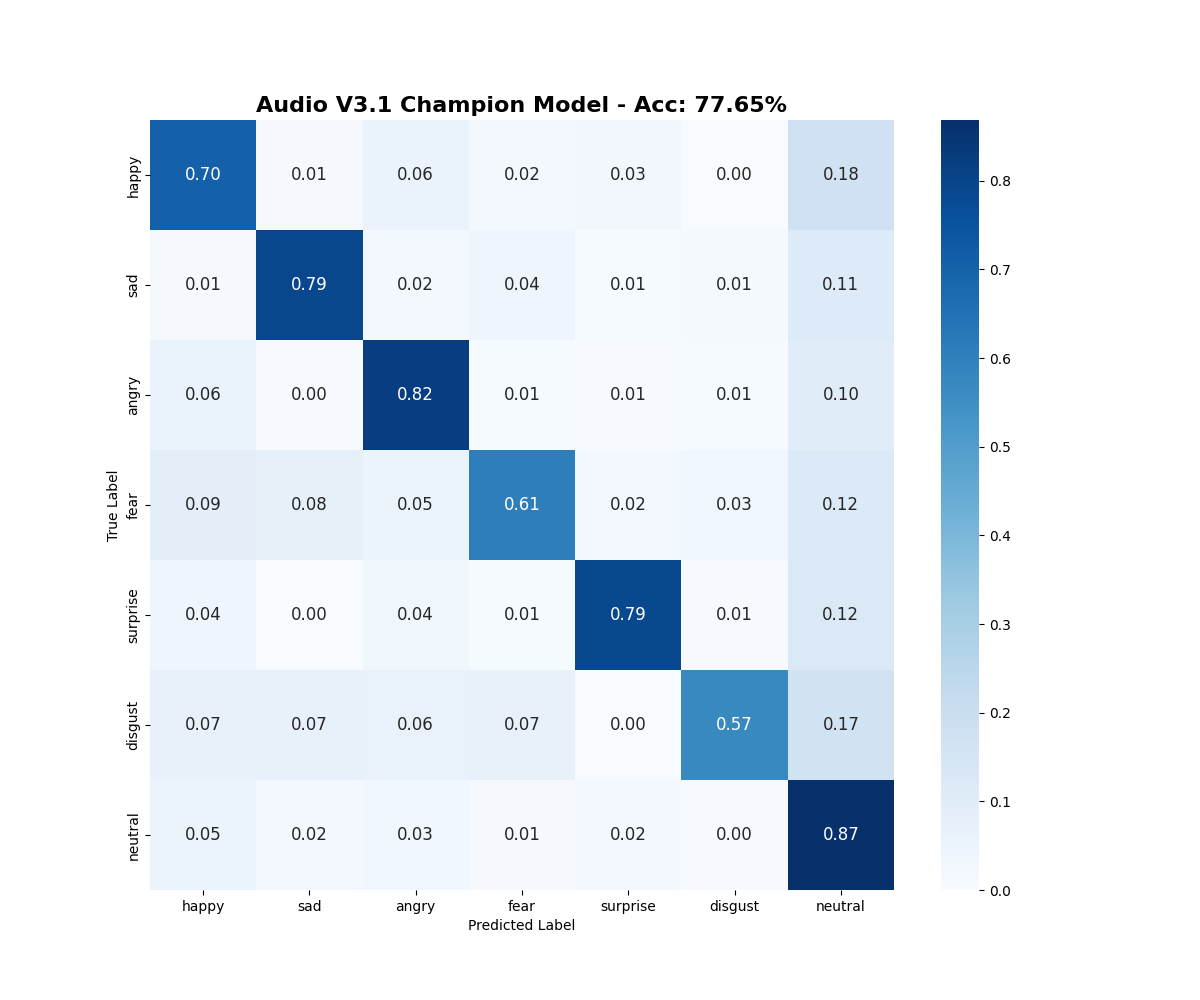 Audio V3.1 Champion Model - Acc: 77.65%
happy 0.70 0.01 0.06 0.02 0.03 0.00 0.18
sad 0.01 0.79 0.02 0.04 0.01 0.01 0.11
angry 0.06 0.00 0.82 0.01 0.01 0.01 0.10
fear 0.09 0.08 0.05 0.61 0.02 0.03 0.12
surprise 0.04 0.00 0.04 0.01 0.79 0.01 0.12
disgust 0.07 0.07 0.06 0.07 0.00 0.57 0.17
neutral 0.05 0.02 0.03 0.01 0.02 0.00 0.87
True Label
happy sad angry fear surprise disgust neutral
Predicted Label
0.8
0.7
0.6
0.5
0.4
0.3
0.2
0.1
0.0